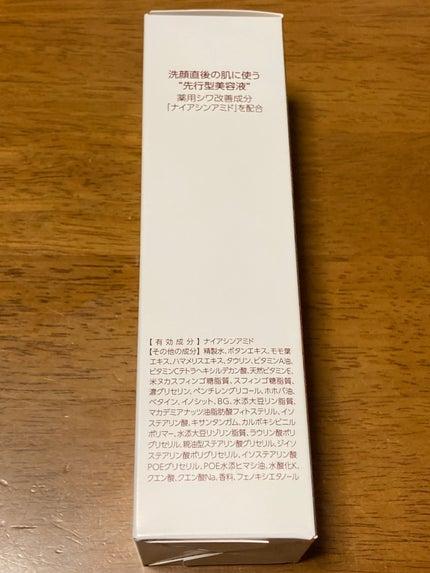 洗顔直後の肌に使う
"先行型美容液"
薬用シワ改善成分
「ナイアシンアミド」を配合
【有効成分】ナイアシンアミド
【その他の成分】精製水、ボタンエキス、モモ葉
エキス、ハマメリスエキス、タウリン、ビタミンA油、
ビタミンCテトラヘキシルデカン酸、天然ビタミンE、
米ヌカスフィンゴ糖脂質、スフィンゴ糖脂質、
濃グリセリン、ペンチレングリコール、ホホバ油、
ベタイン、イノシット、BG、水添大豆リン脂質、
マカデミアナッツ油脂肪酸フィトステリル、イソ
ステアリン酸、キサンタンガム、カルボキシビニル
ポリマー、水添大豆リゾリン脂質、ラウリン酸ポリ
グリセリル、親油型ステアリン酸グリセリル、ジイソ
ステアリン酸ポリグリセリル、イソステアリン酸
POEグリセリル、POE水添ヒマシ油、水酸化K、
クエン酸、クエン酸Na、香料、フェノキシエタノール